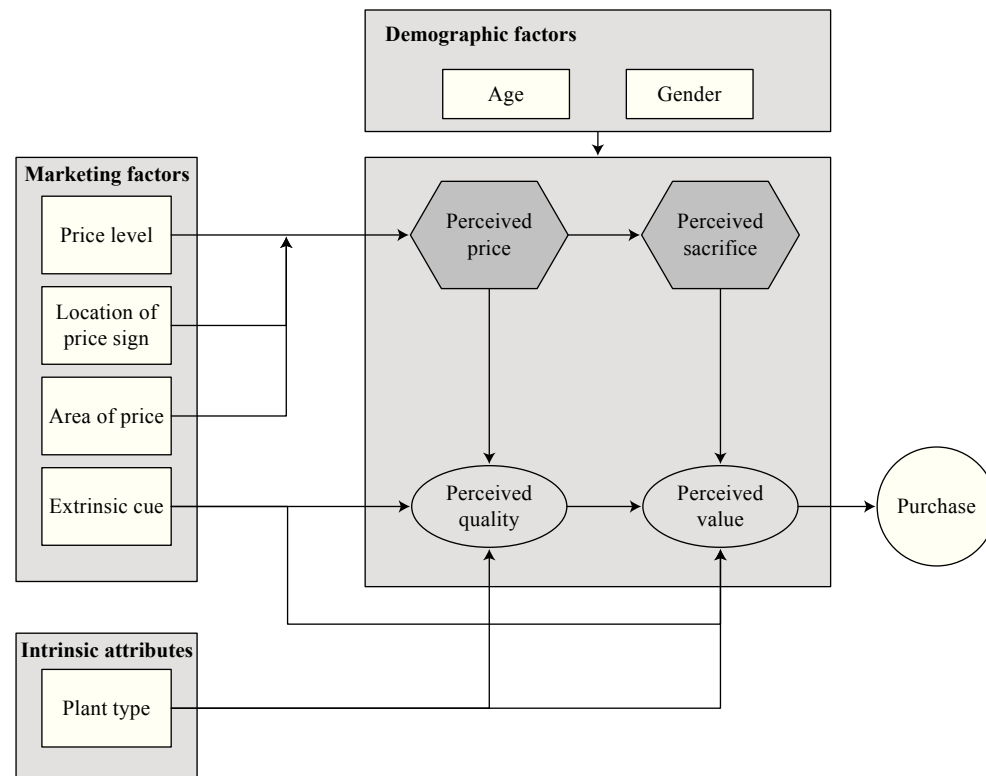 Demographic factors
Age
Gender
Marketing factors
Price level
Location of
price sign
Area of price
Extrinsic cue
Perceived
price
Perceived
sacrifice
Perceived
quality
Perceived
value
Purchase
Intrinsic attributes
Plant type